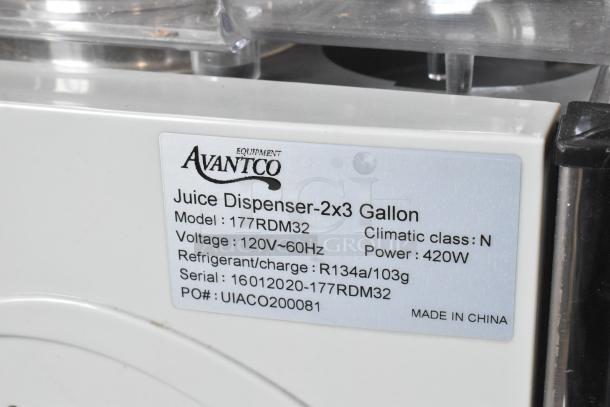 EQUIPMENT
AVANTCO
Juice Dispenser-2x3 Gallon
Model : 177RDM32 Climatic class: N
Voltage : 120V~60Hz Power : 420W
Refrigerant/charge : R134a/103g
Serial : 16012020-177RDM32
PO# : UIACO200081
MADE IN CHINA
GROUP